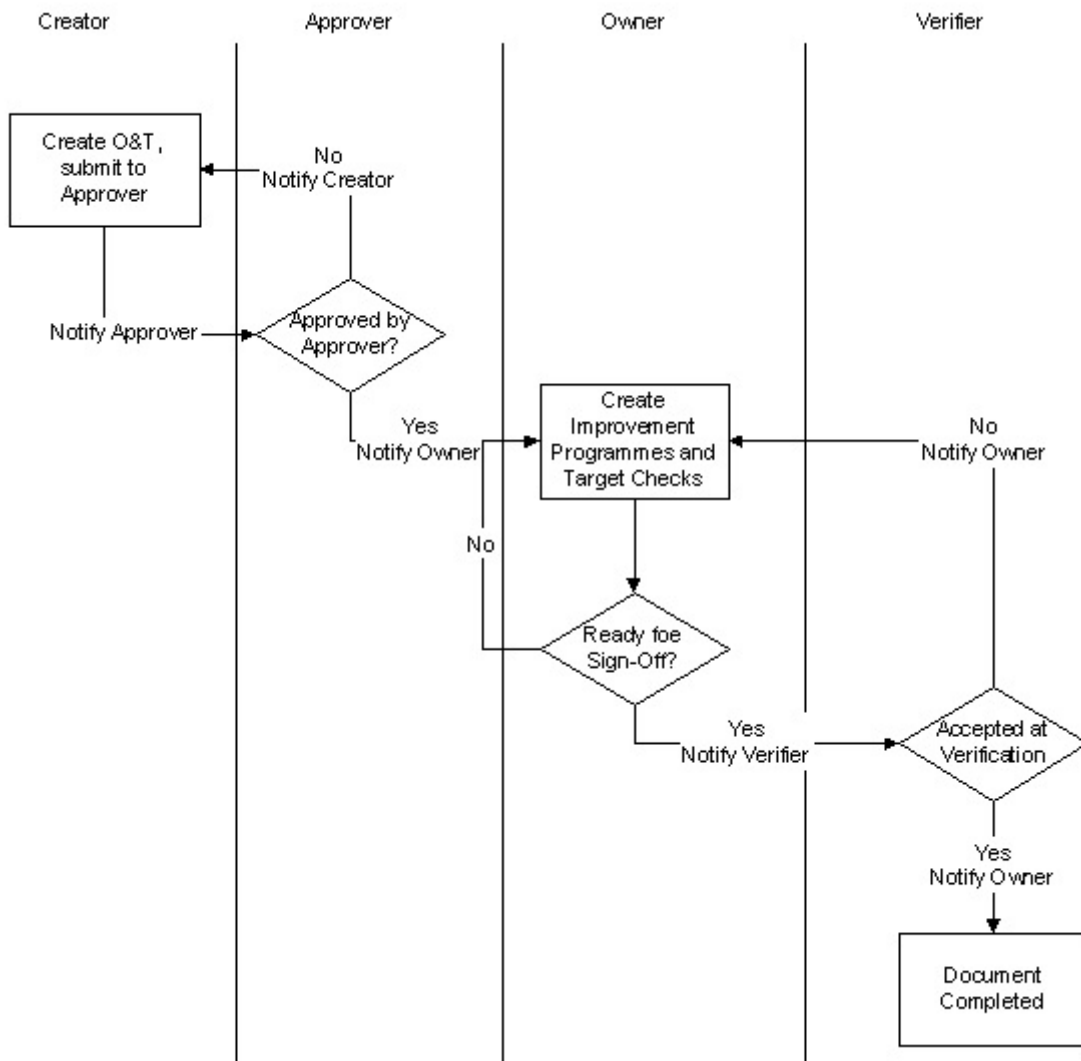 Creator
Approver
Owner
Verifier
Create O&T,
submit to
Approver
No
Notify Creator
Notify Approver
Approved by
Approver?
Yes
Notify Owner
Create
Improvement
Programmes and
Target Checks
No
Notify Owner
No
Ready foe
Sign-Off?
Yes
Notify Verifier
Accepted at
Verification
Yes
Notify Owner
Document
Completed